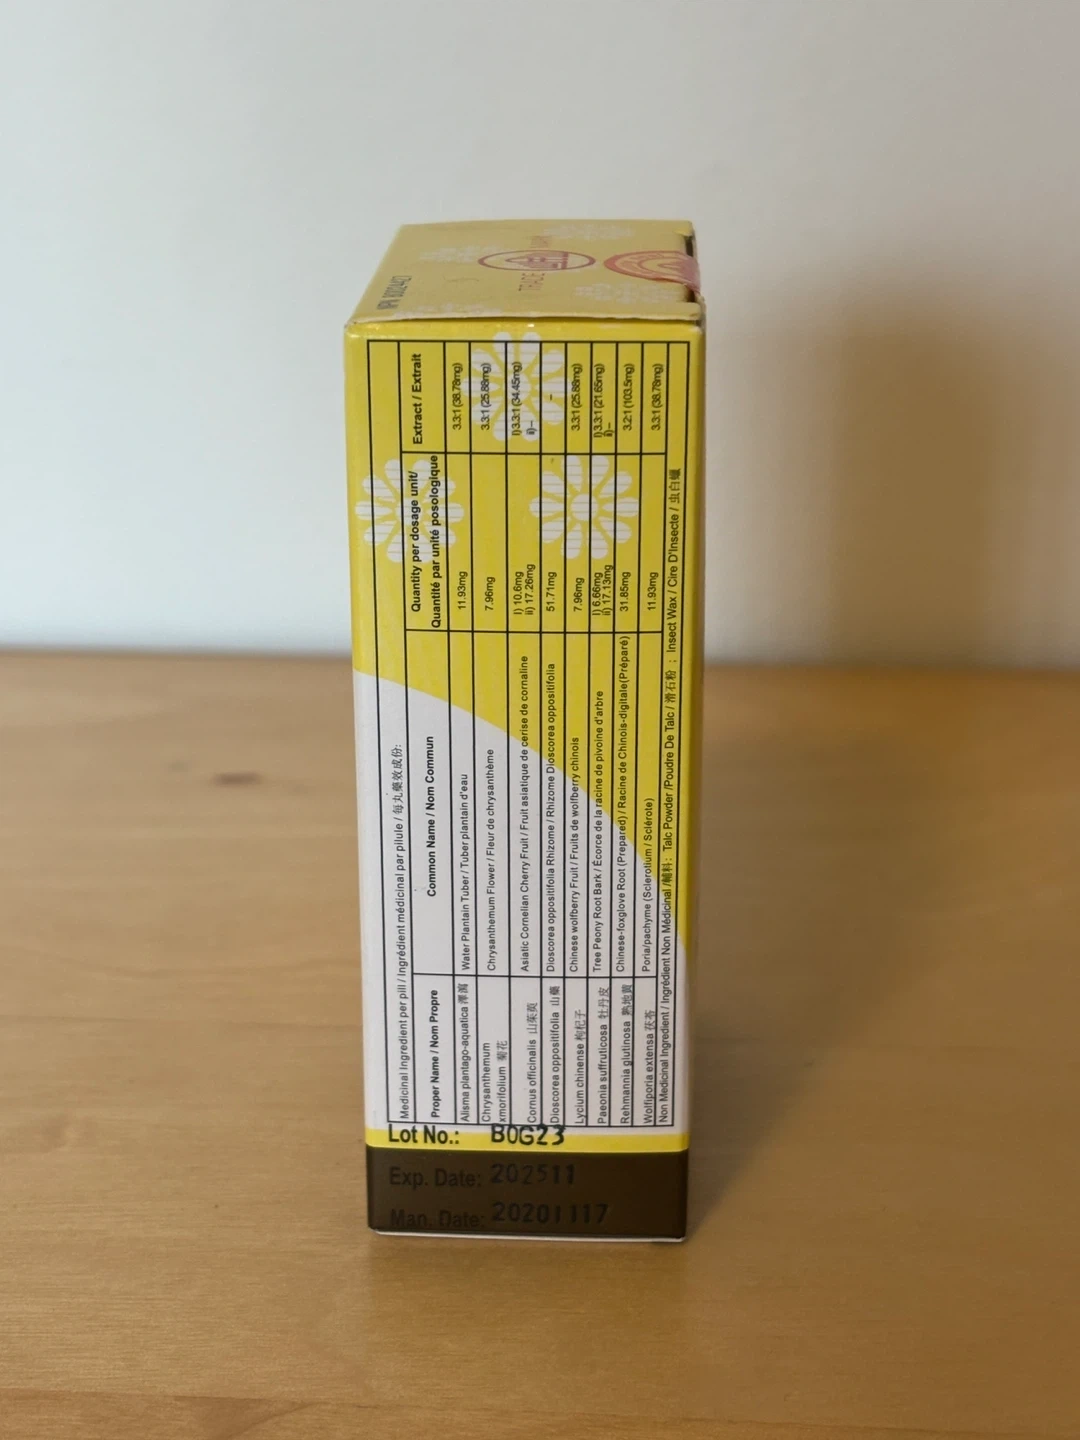 TRADE
Medicinal Ingredient per pill / Ingrédient médicinal par pilule / 每丸藥效成份:
Proper Name / Nom Propre Common Name / Nom Commun Quantity per dosage unit/ Extract / Extrait
Quantité par unité posologique
Alisma plantago-aquatica 澤瀉 Water Plantain Tuber / Tuber plantain d'eau 11.93mg 3.3:1 (38.78mg)
Chrysanthemum Chrysanthemum Flower / Fleur de chrysanthème 7.96mg 3.3:1 (25.88mg)
xmorifolium 菊花
Cornus officinalis 山茱萸 Asiatic Cornelian Cherry Fruit / Fruit asiatique de cerise de cornaline i) 10.6mg i) 3.3:1 (34.45mg)
ii) 17.26mg ii)–
Dioscorea oppositifolia 山藥 Dioscorea oppositifolia Rhizome / Rhizome Dioscorea oppositifolia 51.71mg –
Lycium chinense 枸杞子 Chinese wolfberry Fruit / Fruits de wolfberry chinois 7.96mg 3.3:1 (25.88mg)
Paeonia suffruticosa 牡丹皮 Tree Peony Root Bark / Écorce de la racine de pivoine d'arbre i) 6.66mg i) 3.3:1 (21.65mg)
ii) 17.13mg ii)–
Rehmannia glutinosa 熟地黄 Chinese-foxglove Root (Prepared) / Racine de Chinois-digitale(Préparé) 31.85mg 3.2:1 (103.5mg)
Wolfiporia extensa 茯苓 Poria/pachyme (Sclerotium / Sclérote) 11.93mg 3.3:1 (38.78mg)
Non Medicinal Ingredient / Ingrédient Non Médicinal /輔料: Talc Powder /Poudre De Talc / 滑石粉 ; Insect Wax / Cire D'Insecte / 虫白蠟
Lot No.: B0G23
Exp. Date: 202511
Man. Date: 20201117